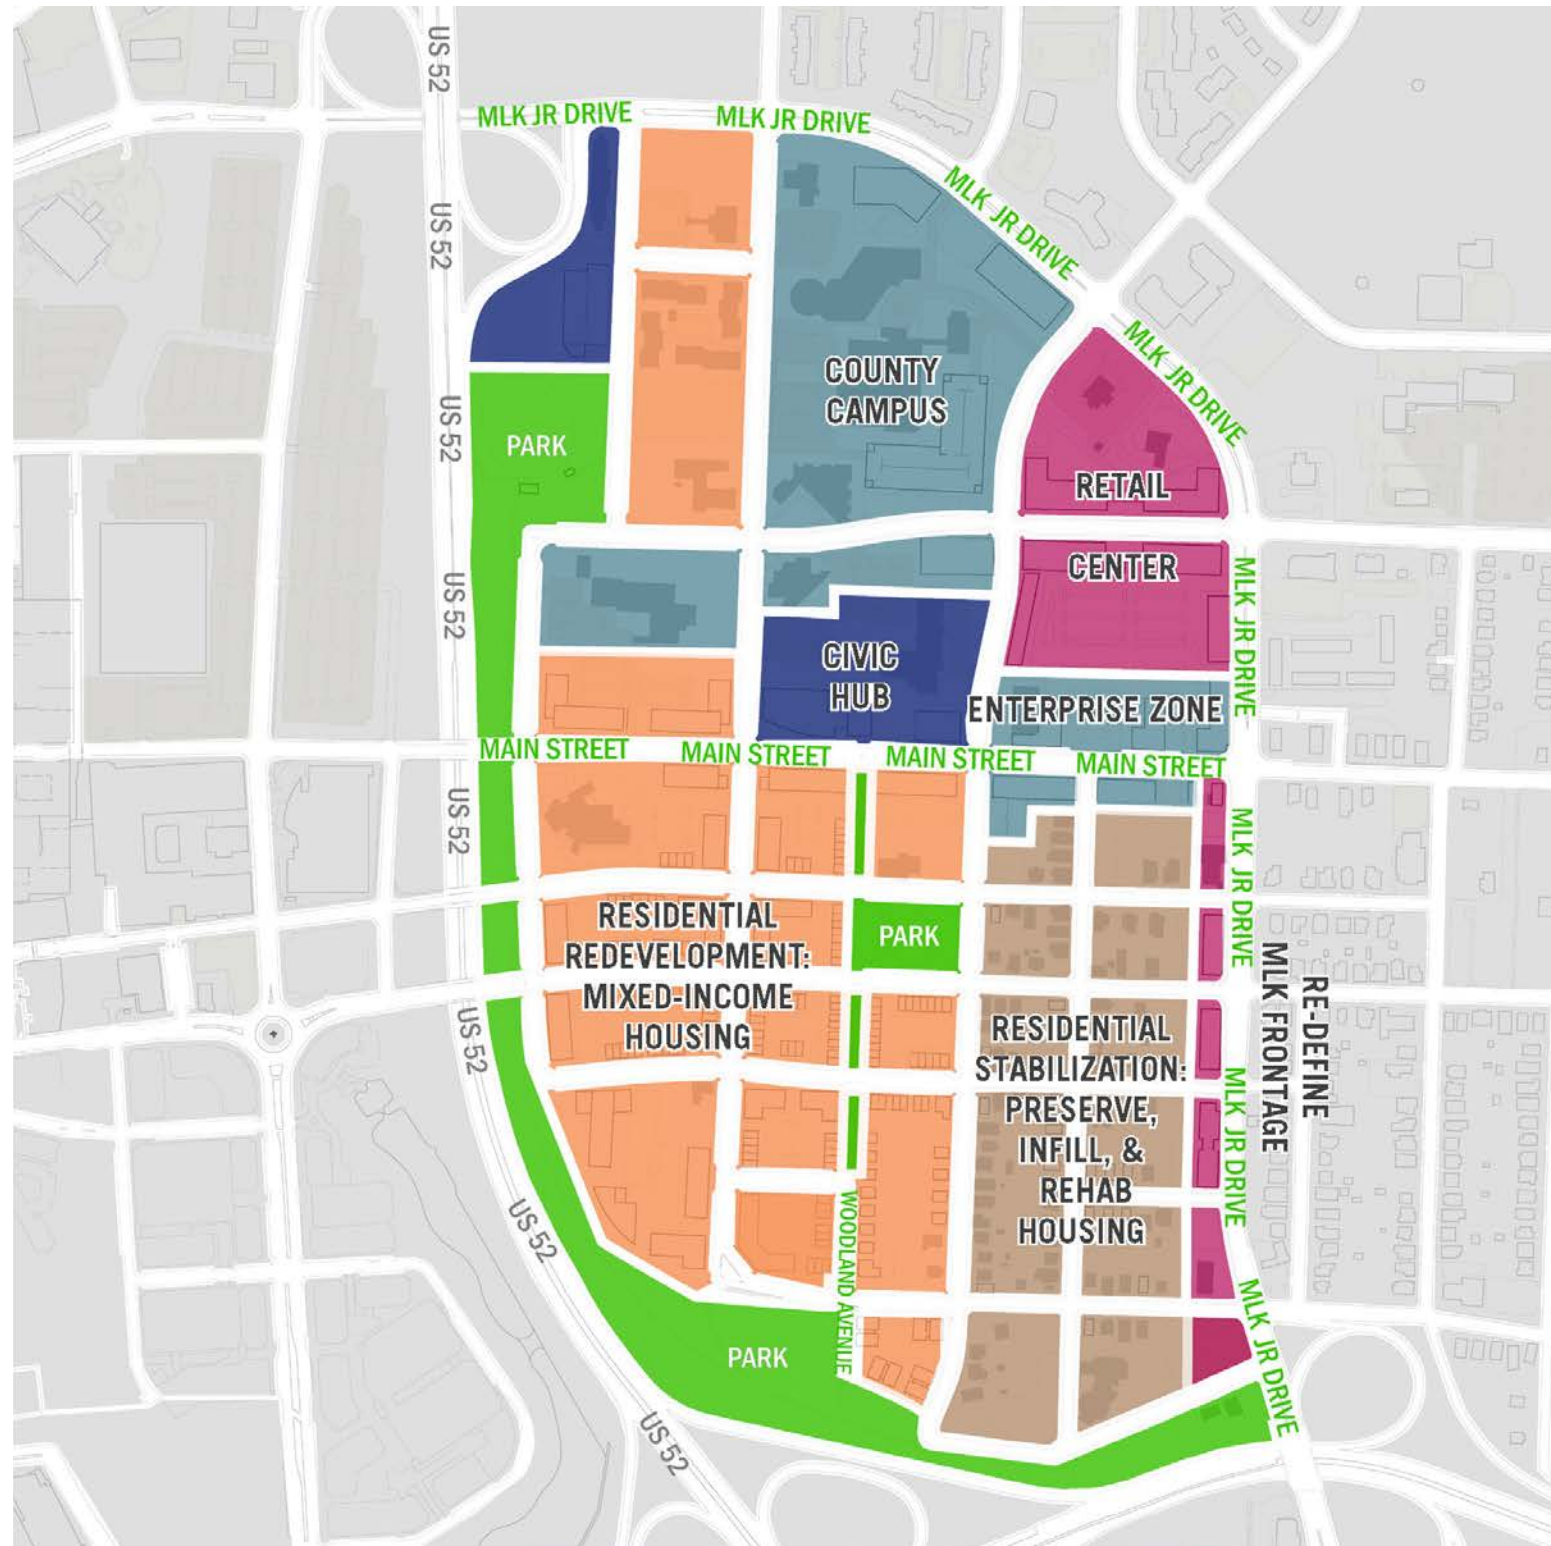 US 52
MLK JR DRIVE
MLK JR DRIVE
MLK JR DRIVE
US 52
MLK JR DRIVE
COUNTY
CAMPUS
US 52
PARK
RETAIL
CENTER
US 52
MLK JR DRIVE
CIVIC
HUB
ENTERPRISE ZONE
MAIN STREET
MAIN STREET
MAIN STREET
MAIN STREET
US 52
MLK JR DRIVE
RESIDENTIAL
REDEVELOPMENT:
MIXED-INCOME
HOUSING
PARK
RE-DEFINE
MLK FRONTAGE
US 52
RESIDENTIAL
STABILIZATION:
PRESERVE,
INFILL, &
REHAB
HOUSING
MLK JR DRIVE
US 52
WOODLAND AVENUE
MLK JR DRIVE
PARK
US 52